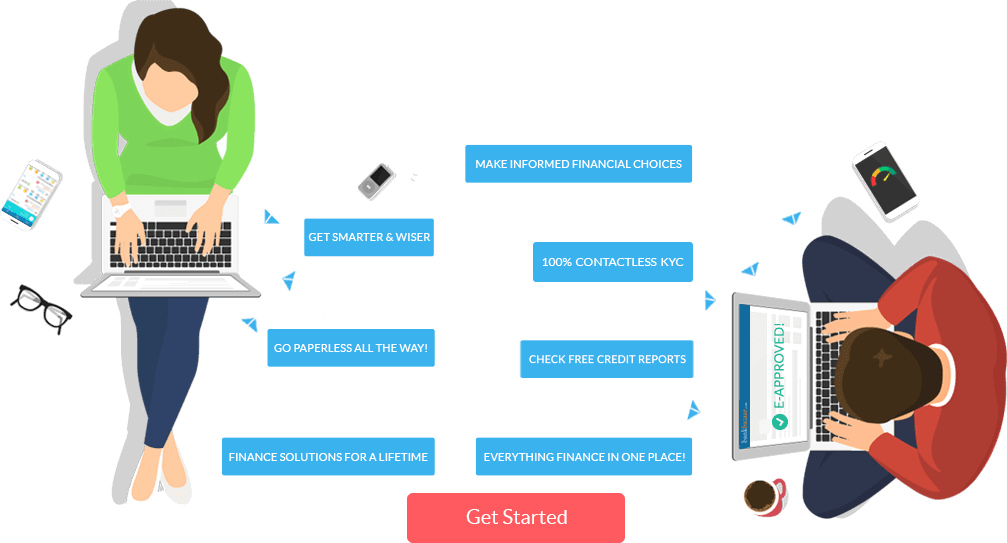 MAKE INFORMED FINANCIAL CHOICES
GET SMARTER & WISER
100% CONTACTLESS KYC
GO PAPERLESS ALL THE WAY!
CHECK FREE CREDIT REPORTS
E-APPROVED!
FINANCE SOLUTIONS FOR A LIFETIME
EVERYTHING FINANCE IN ONE PLACE!
Get Started